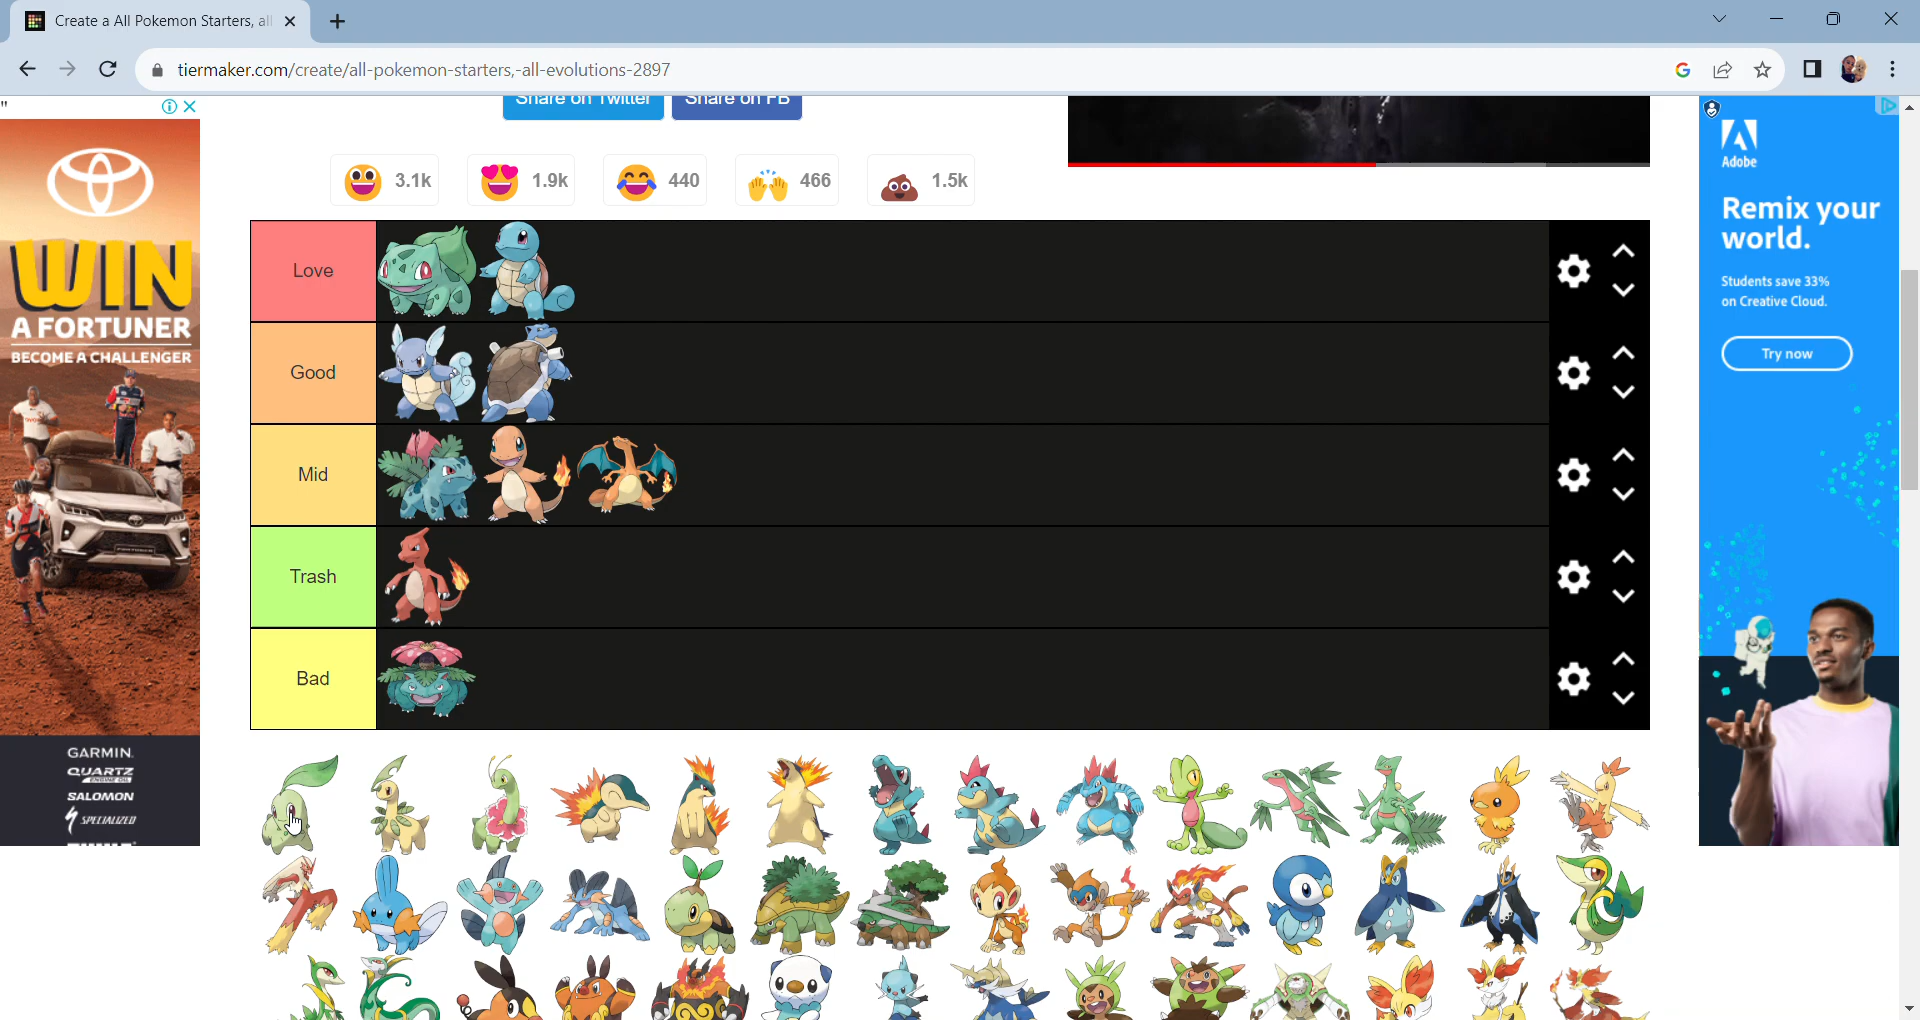 Create a All Pokemon Starters, all
tiermaker.com/create/all-pokemon-starters,-all-evolutions-2897
"
Share on Twitter
Share on FB
3.1k
1.9k
440
466
1.5k
WIN
A FORTUNER
BECOME A CHALLENGER
GARMIN.
QUARTZ
ENGINE OIL
SALOMON
SPECIALIZED
Love
Good
Mid
Trash
Bad
Adobe
Remix your
world.
Students save 33%
on Creative Cloud.
Try now